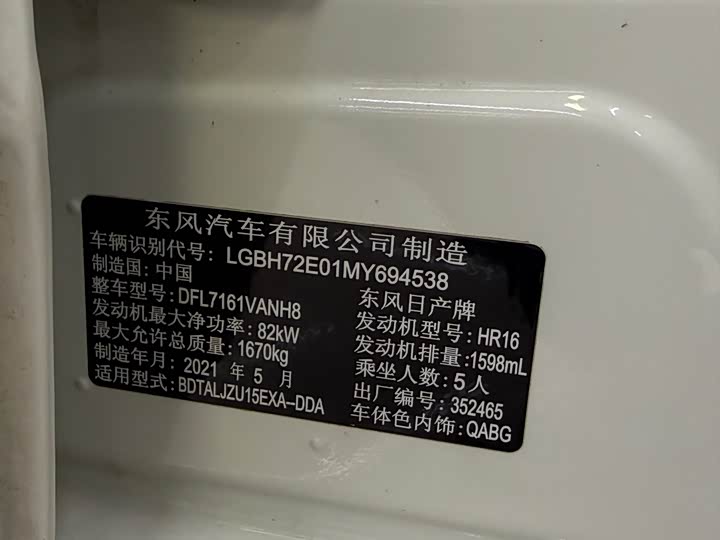 东风汽车有限公司制造
车辆识别代号: LGBH72E01MY694538
制造国: 中国 东风日产牌
整车型号: DFL7161VANH8 发动机型号: HR16
发动机最大净功率: 82kW 发动机排量: 1598mL
最大允许总质量: 1670kg 乘坐人数: 5人
制造年月: 2021 年 5 月 出厂编号: 352465
适用型式: BDTALJZU15EXA-DDA 车体色内饰: QABG